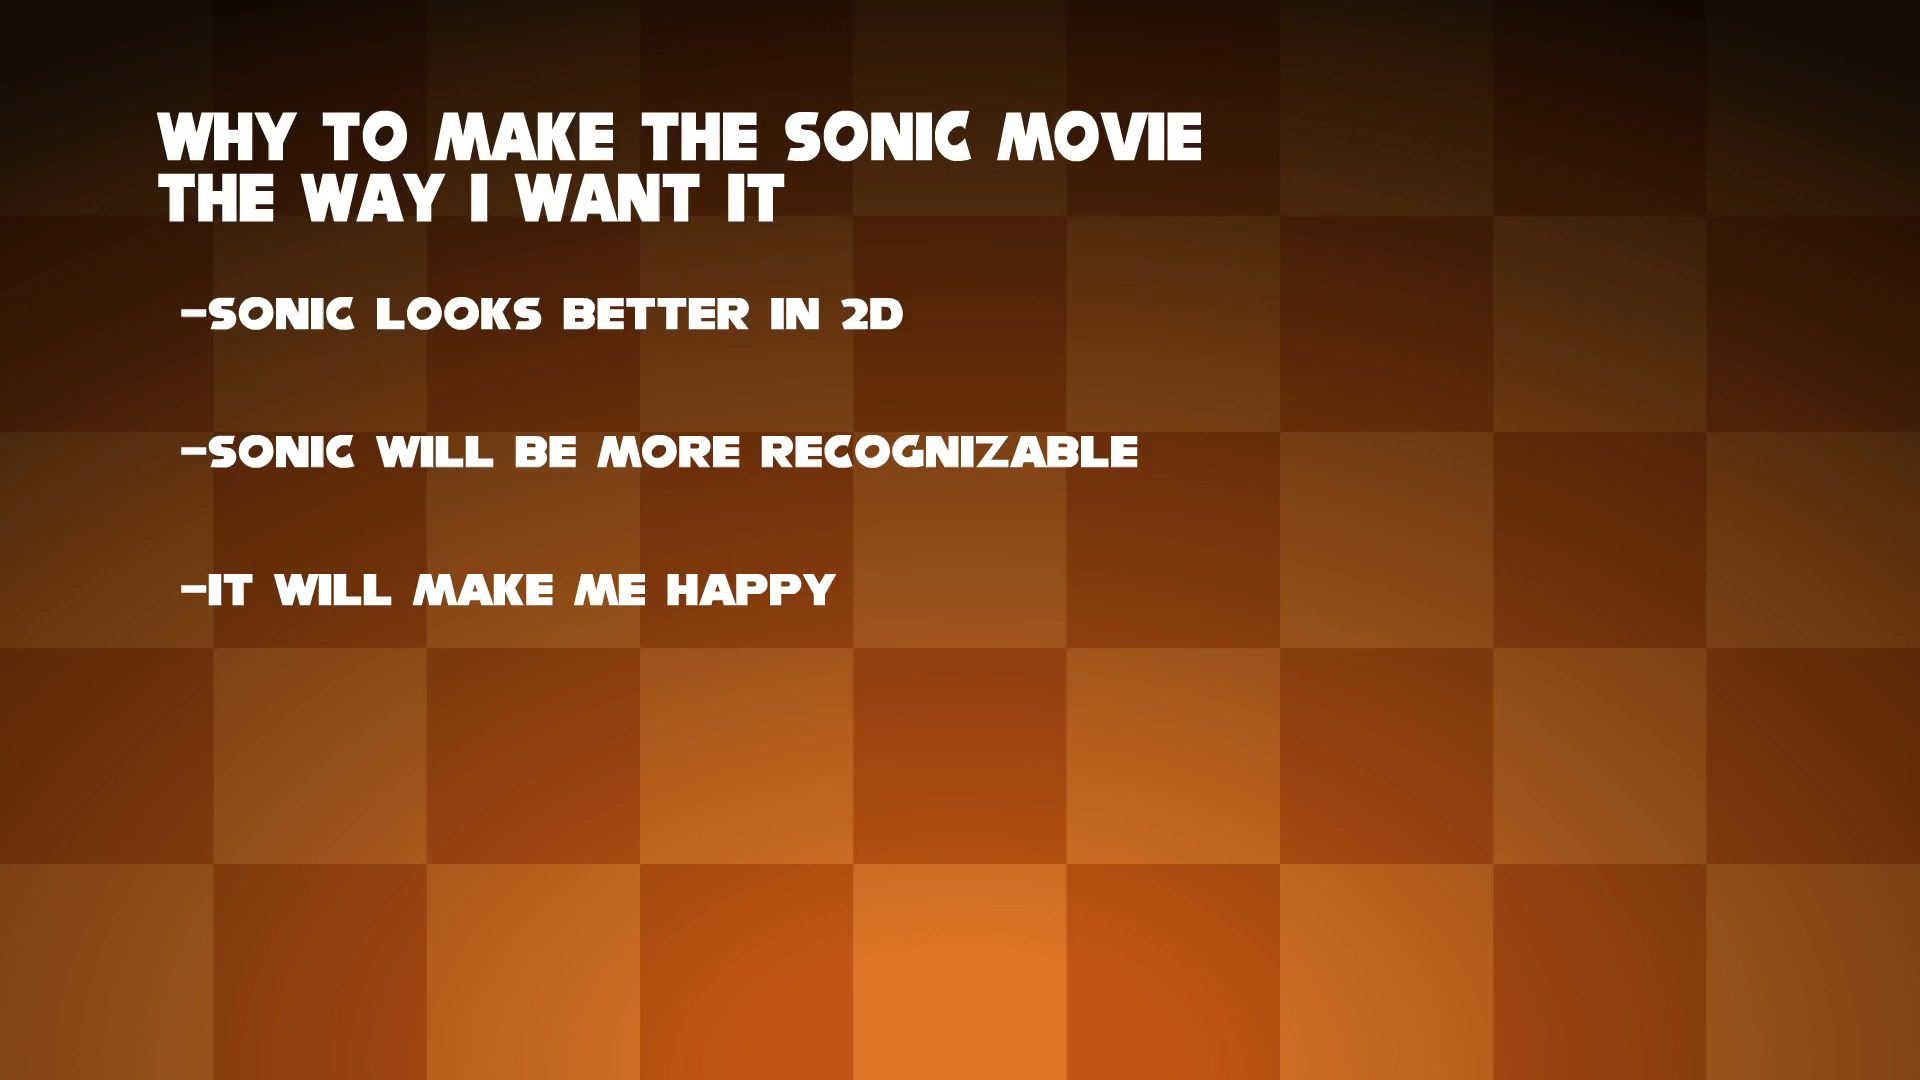 WHY TO MAKE THE SONIC MOVIE
THE WAY I WANT IT
-SONIC LOOKS BETTER IN 2D
-SONIC WILL BE MORE RECOGNIZABLE
-IT WILL MAKE ME HAPPY